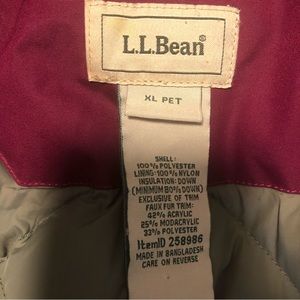 L.L.Bean®
XL PET
SHELL:
100% POLYESTER
LINING: 100% NYLON
INSULATION: DOWN
(MINIMUM 80% DOWN)
EXCLUSIVE OF TRIM
FAUX FUR TRIM:
42% ACRYLIC
25% MODACRYLIC
33% POLYESTER
ItemID 258986
MADE IN BANGLADESH
CARE ON REVERSE